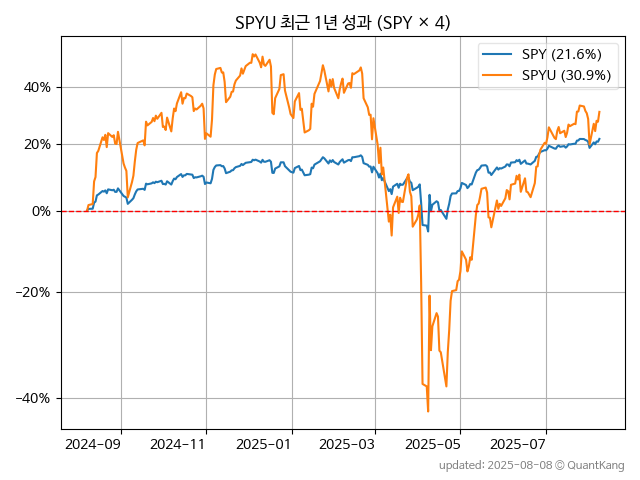 SPYU 최근 1년 성과 (SPY × 4)
SPY (21.6%)
SPYU (30.9%)
40%
20%
0%
−20%
−40%
2024-09
2024-11
2025-01
2025-03
2025-05
2025-07
updated: 2025-08-08 © QuantKang